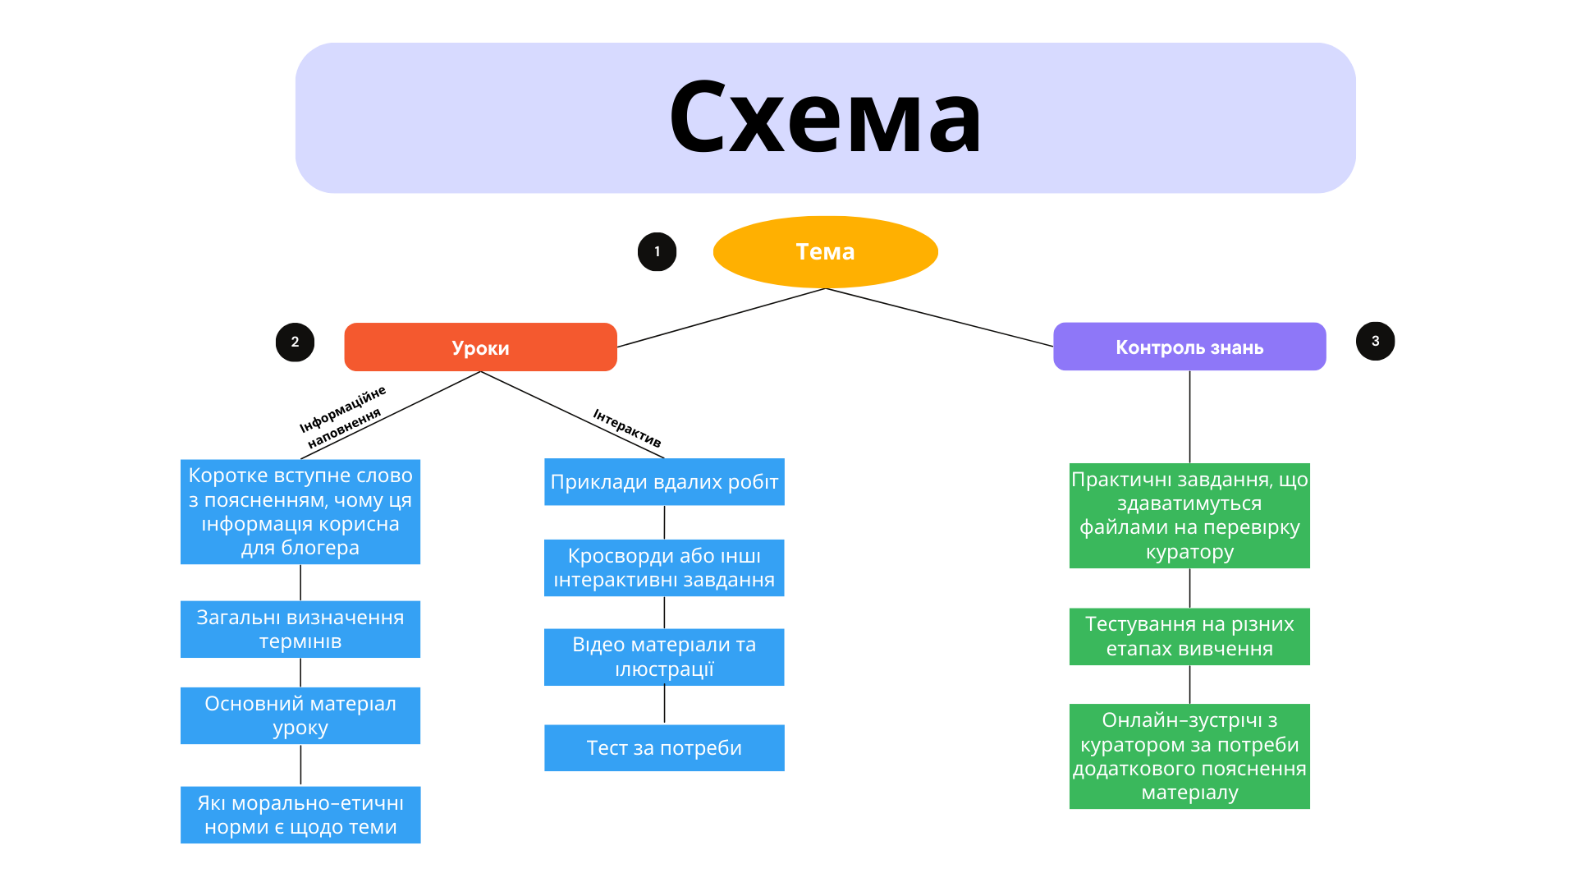 Схема
1
Тема
2
Уроки
Контроль знань
3
Інформаційне
наповнення
Інтерактив
Коротке вступне слово
з поясненням, чому ця
інформація корисна
для блогера
Загальні визначення
термінів
Основний матеріал
уроку
Які морально-етичні
норми є щодо теми
Приклади вдалих робіт
Кросворди або інші
інтерактивні завдання
Відео матеріали та
ілюстрації
Тест за потреби
Практичні завдання, що
здаватимуться
файлами на перевірку
куратору
Тестування на різних
етапах вивчення
Онлайн-зустрічі з
куратором за потреби
додаткового пояснення
матеріалу